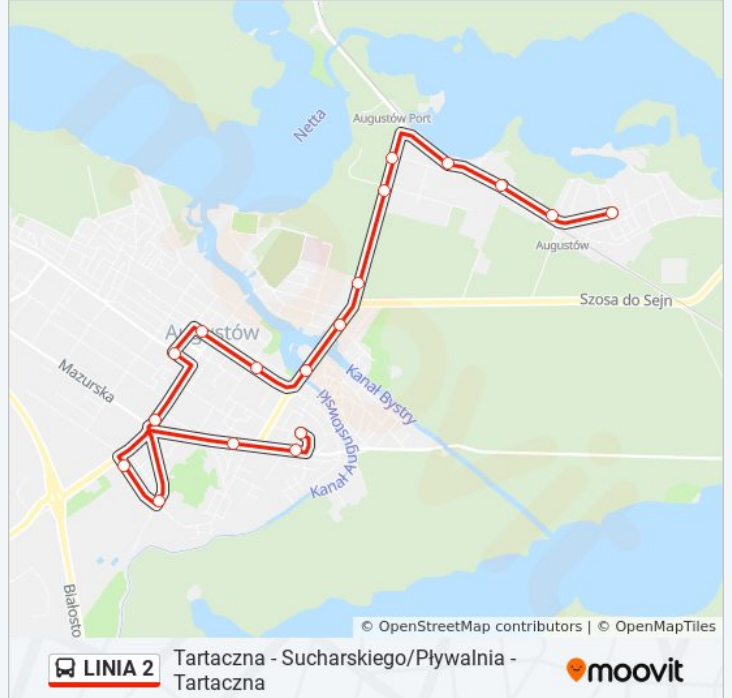 Netta
Augustów Port
Augustów
Szosa do Sejn
Augustów
Mazurska
Kanał Bystry
Kanał Augustowski
Białosto
© OpenStreetMap contributors | © OpenMapTiles
LINIA 2
Tartaczna - Sucharskiego/Pływalnia -
Tartaczna
moovit